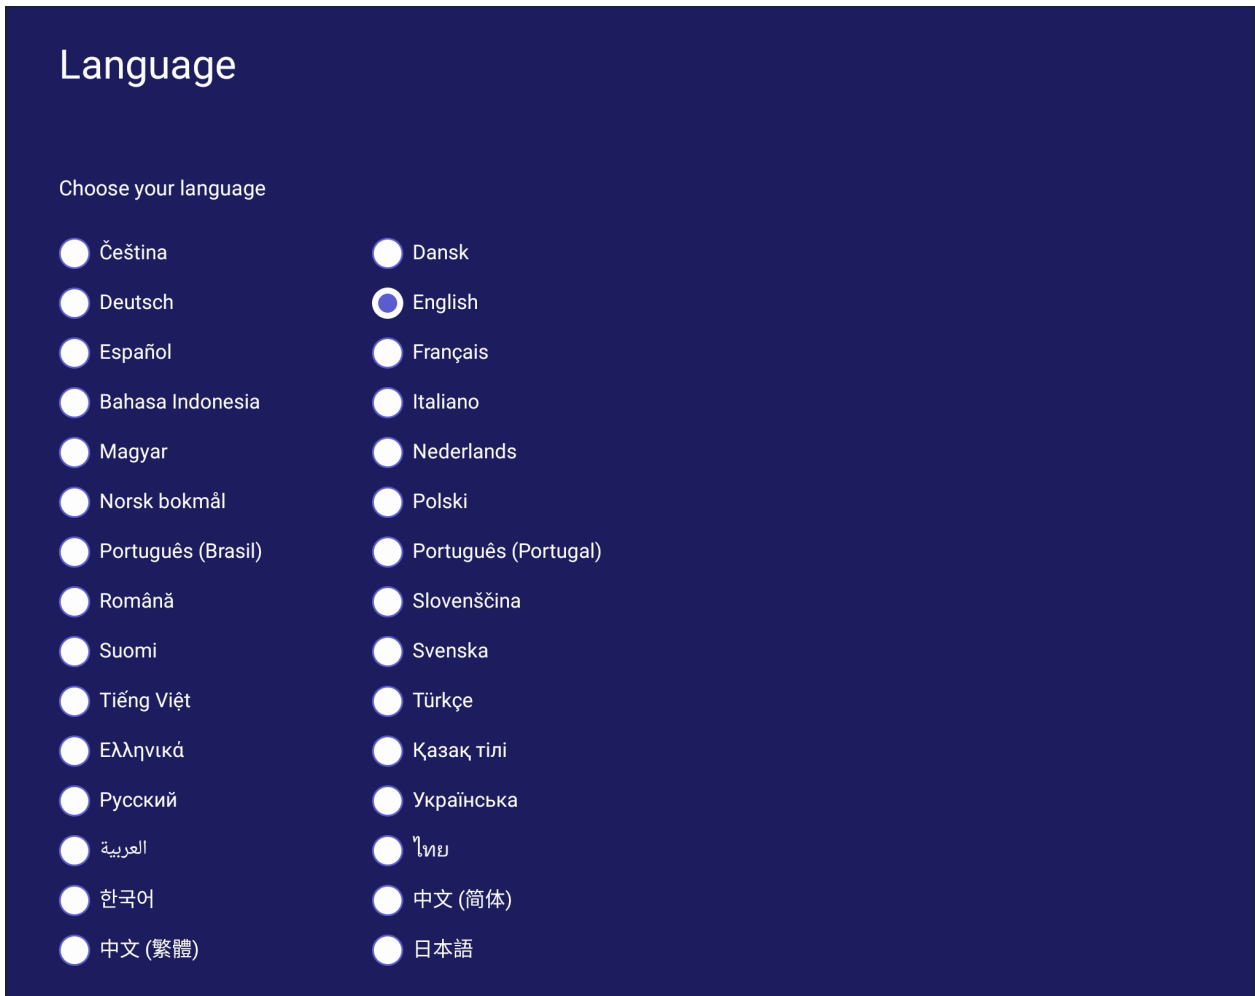 Language
Choose your language
Čeština
Dansk
Deutsch
English
Español
Français
Bahasa Indonesia
Italiano
Magyar
Nederlands
Norsk bokmål
Polski
Português (Brasil)
Português (Portugal)
Română
Slovenščina
Suomi
Svenska
Tiếng Việt
Türkçe
Ελληνικά
Қазақ тілі
Русский
Українська
العربية
ไทย
한국어
中文 (简体)
中文 (繁體)
日本語